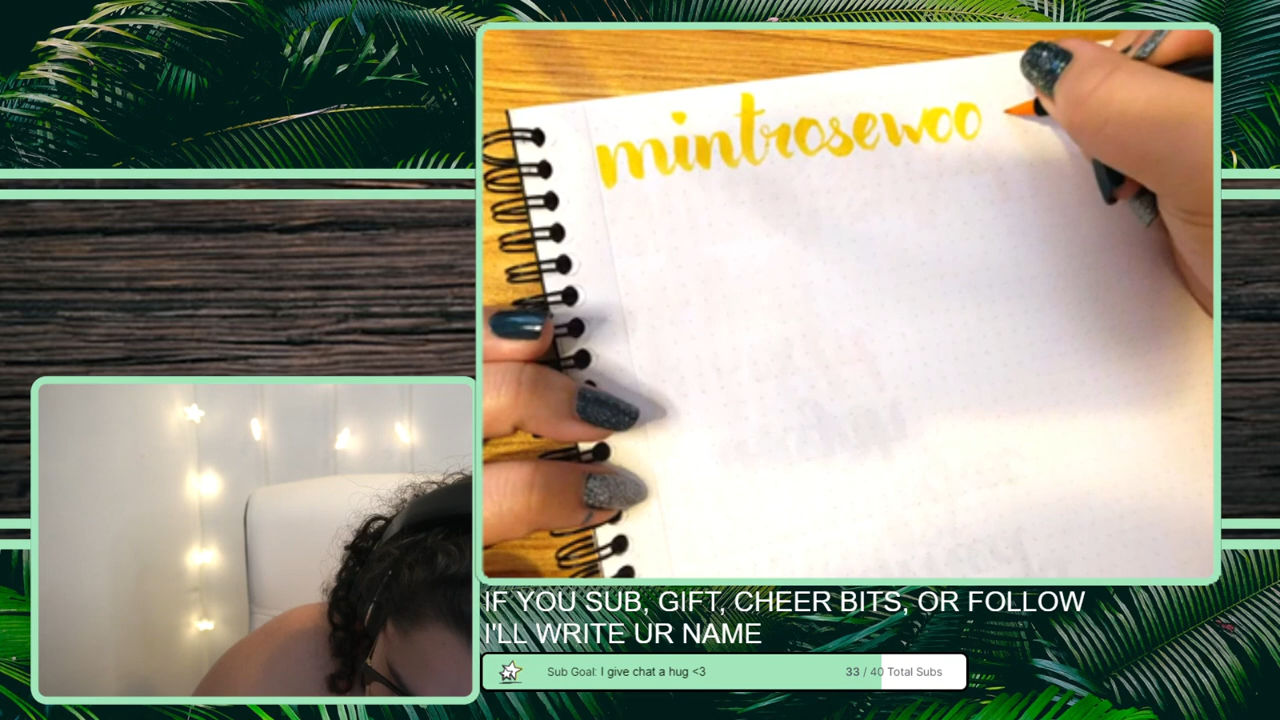 mintrosewoo
IF YOU SUB, GIFT, CHEER BITS, OR FOLLOW
I'LL WRITE UR NAME
Sub Goal: I give chat a hug <3 33 / 40 Total Subs